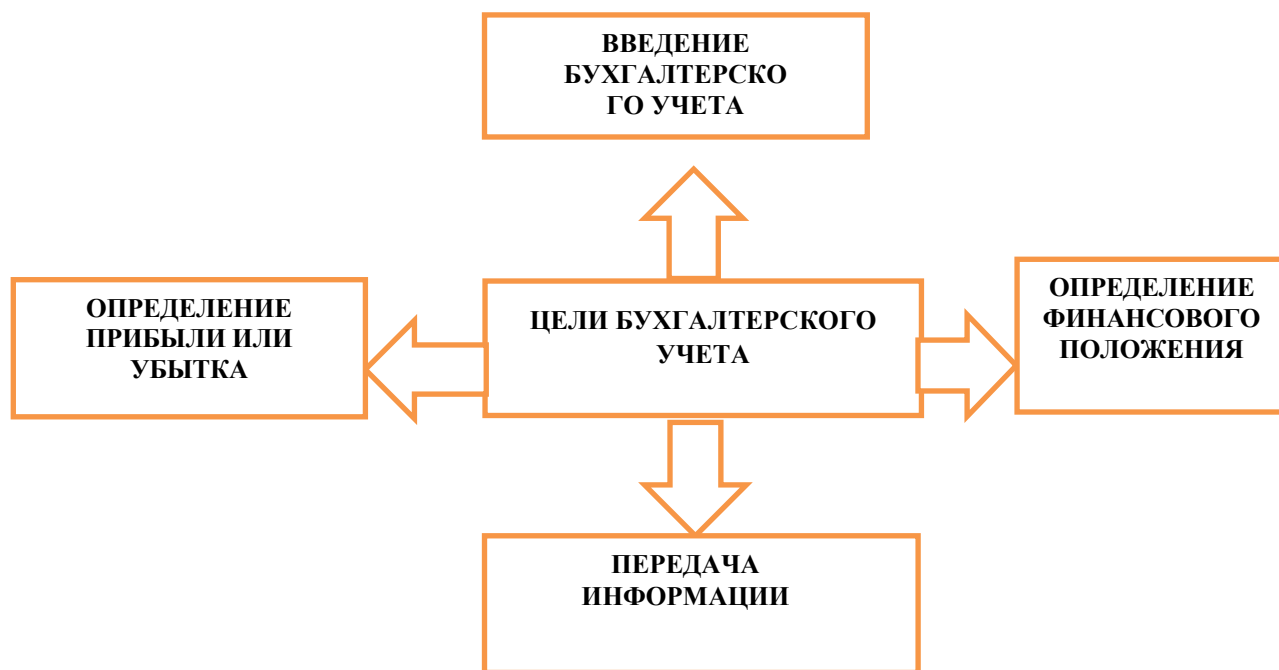 ВВЕДЕНИЕ
БУХГАЛТЕРСКО
ГО УЧЕТА
ОПРЕДЕЛЕНИЕ
ПРИБЫЛИ ИЛИ
УБЫТКА
ЦЕЛИ БУХГАЛТЕРСКОГО
УЧЕТА
ОПРЕДЕЛЕНИЕ
ФИНАНСОВОГО
ПОЛОЖЕНИЯ
ПЕРЕДАЧА
ИНФОРМАЦИИ